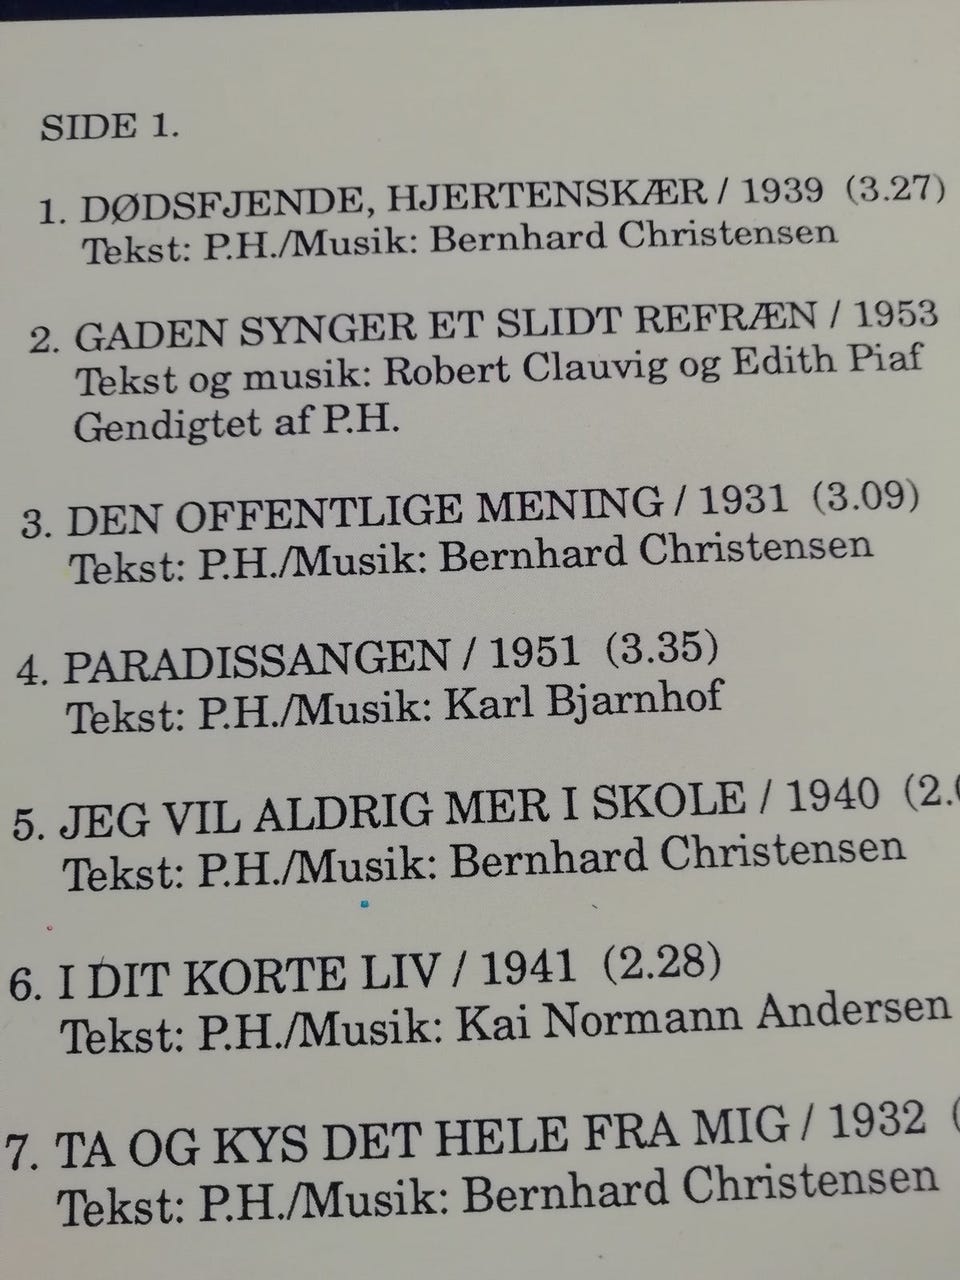 SIDE 1.
1. DØDSFJENDE, HJERTENSKÆR / 1939 (3.27)
Tekst: P.H./Musik: Bernhard Christensen
2. GADEN SYNGER ET SLIDT REFRÆN / 1953
Tekst og musik: Robert Clauvig og Edith Piaf
Gendigtet af P.H.
3. DEN OFFENTLIGE MENING / 1931 (3.09)
Tekst: P.H./Musik: Bernhard Christensen
4. PARADISSANGEN / 1951 (3.35)
Tekst: P.H./Musik: Karl Bjarnhof
5. JEG VIL ALDRIG MER I SKOLE / 1940 (2.
Tekst: P.H./Musik: Bernhard Christensen
6. I DIT KORTE LIV / 1941 (2.28)
Tekst: P.H./Musik: Kai Normann Andersen
7. TA OG KYS DET HELE FRA MIG / 1932 (
Tekst: P.H./Musik: Bernhard Christensen